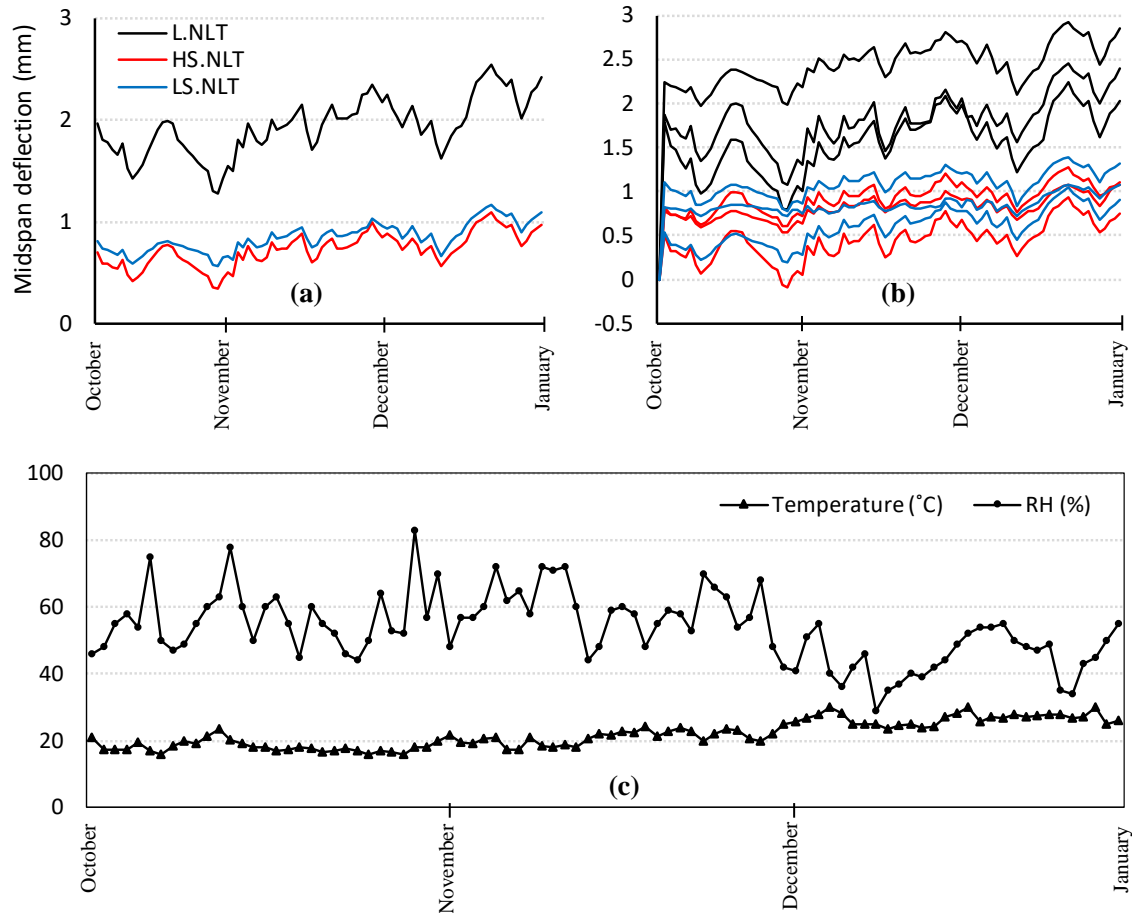 Midspan deflection (mm)
3
2
1
0
L.NLT
HS.NLT
LS.NLT
(a)
October
November
December
January
3
2.5
2
1.5
1
0.5
0
-0.5
(b)
October
November
December
January
100
80
60
40
20
0
Temperature (˚C)
RH (%)
(c)
October
November
December
January